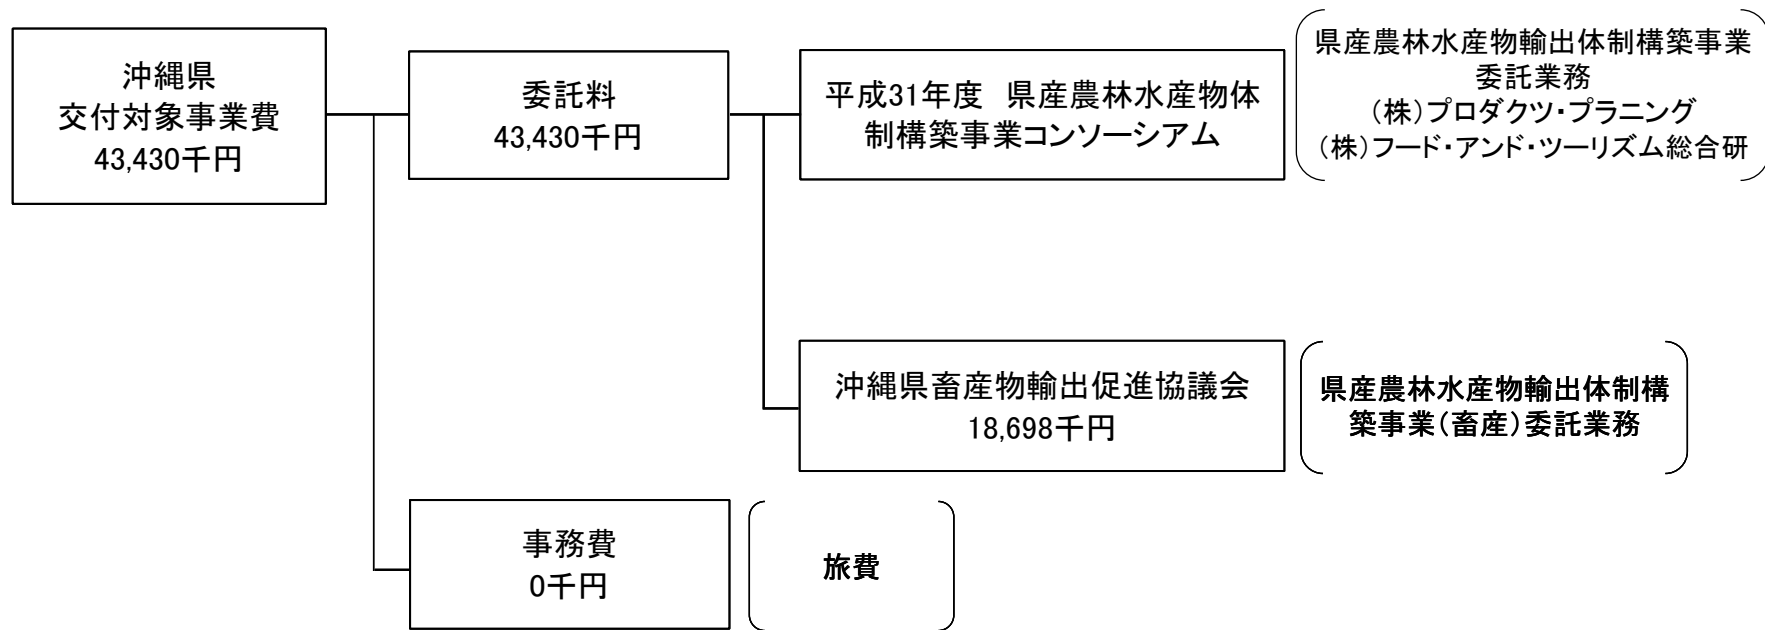 沖縄県
交付対象事業費
43,430千円
委託料
43,430千円
平成31年度　県産農林水産物体
制構築事業コンソーシアム
県産農林水産物輸出体制構築事業
委託業務
（株）プロダクツ・プラニング
（株）フード・アンド・ツーリズム総合研
沖縄県畜産物輸出促進協議会
18,698千円
県産農林水産物輸出体制構
築事業（畜産）委託業務
事務費
0千円
旅費